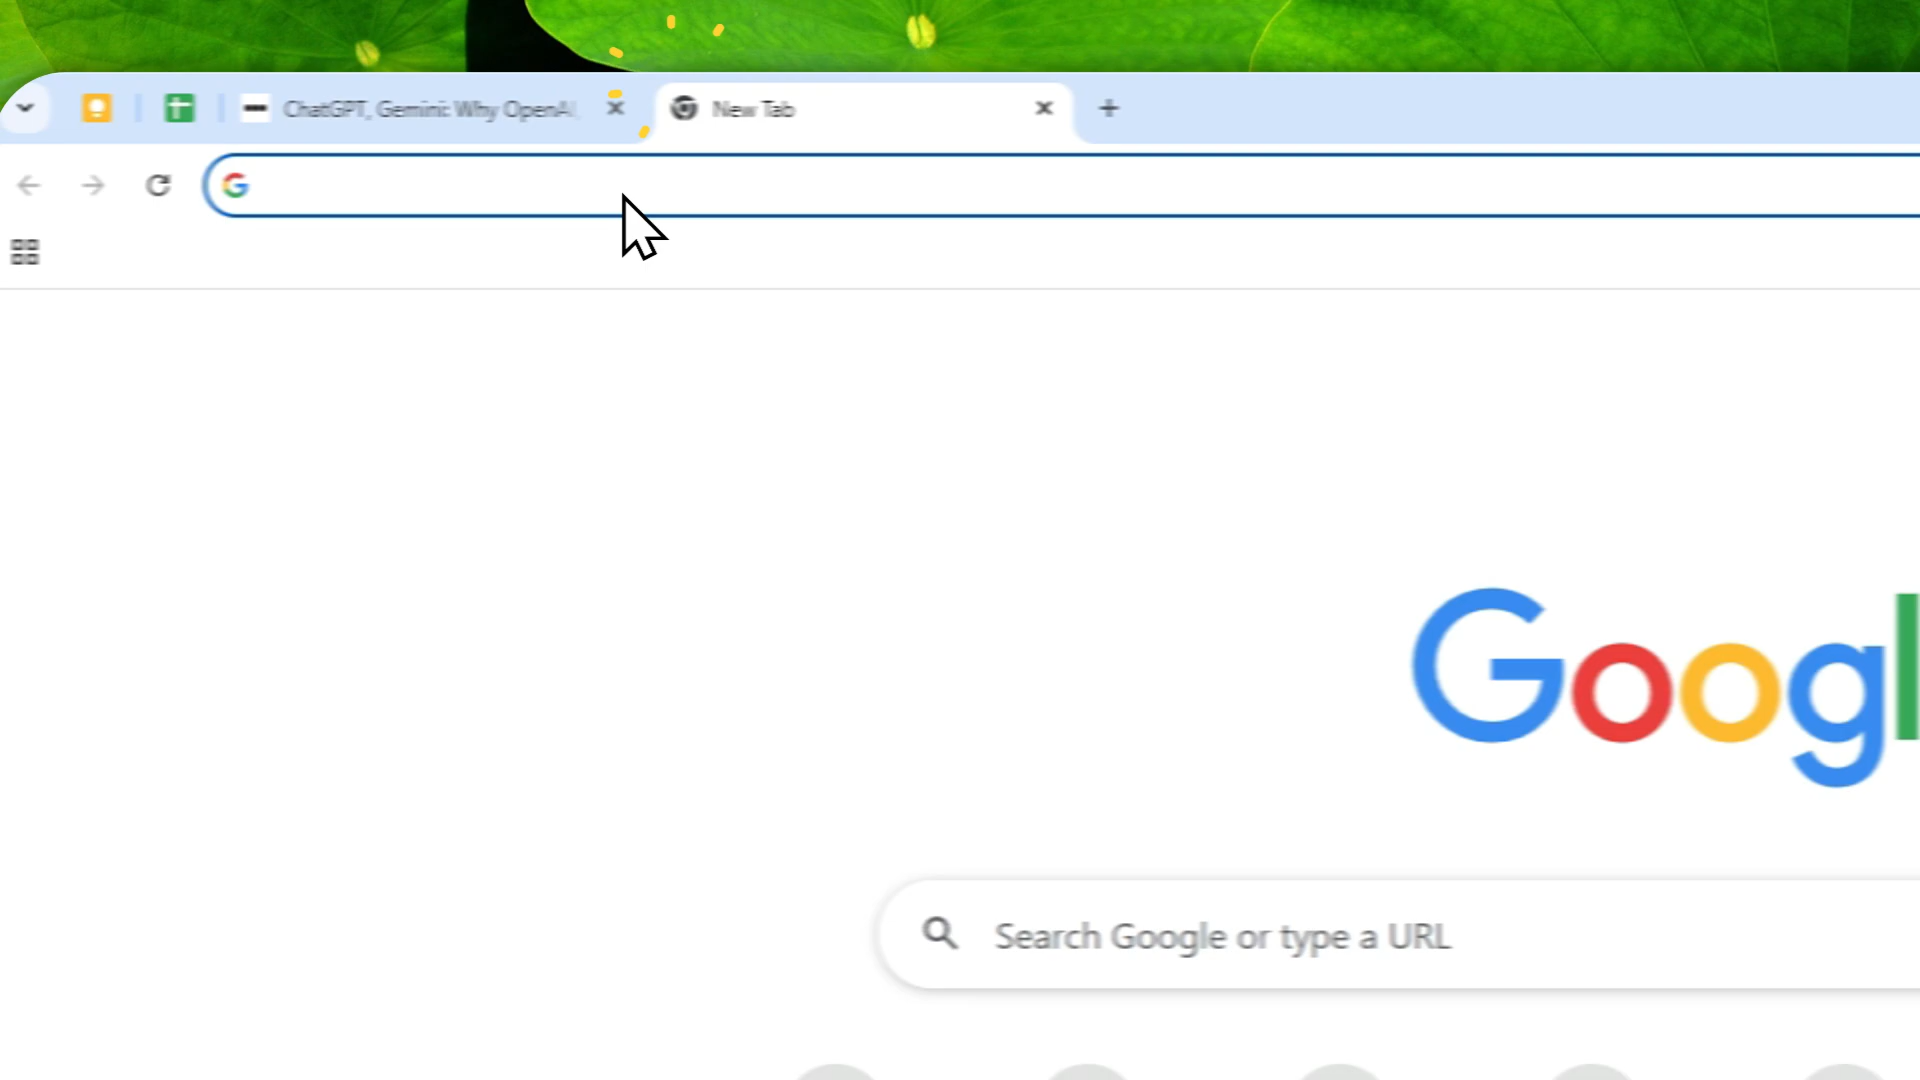 ChatGPT, Gemini: Why OpenAI,
New Tab
Googl
Search Google or type a URL